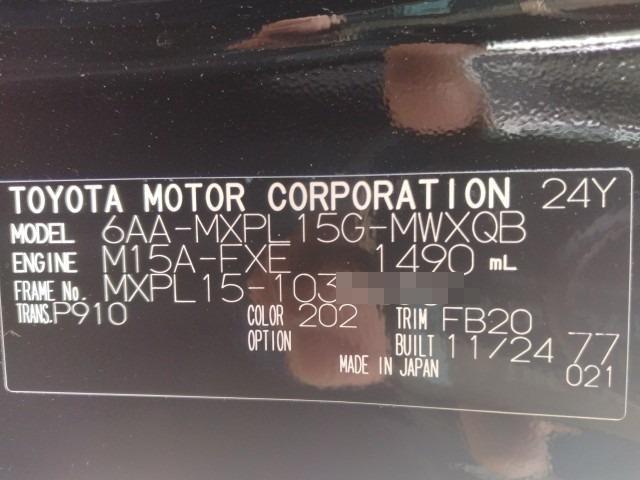 TOYOTA MOTOR CORPORATION 24Y
MODEL 6AA-MXPL15G-MWXQB
ENGINE M15A-FXE 1490 mL
FRAME No. MXPL15-103
TRANS. P910 COLOR 202 TRIM FB20
OPTION BUILT 11/24 77
MADE IN JAPAN 021